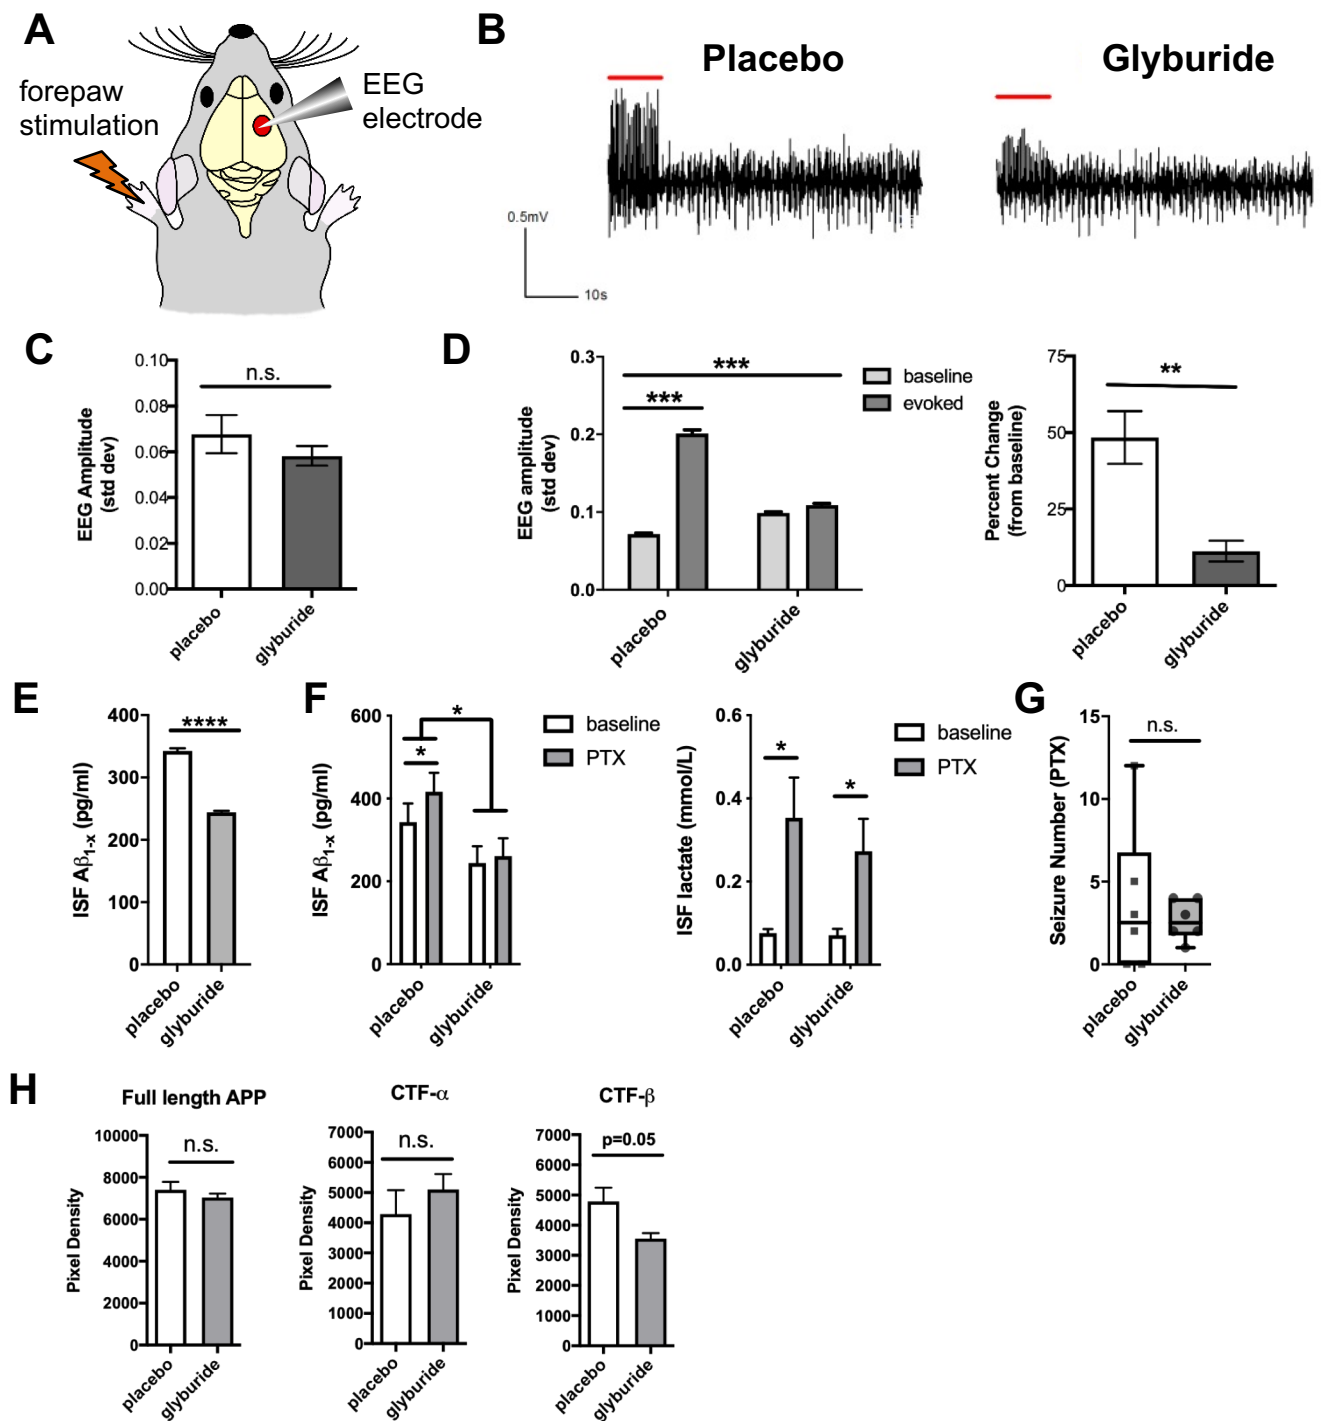 A
forepaw
stimulation
EEG
electrode
B
Placebo
Glyburide
0.5mV
10s
C
EEG Amplitude
(std dev)
0.10
0.08
0.06
0.04
0.02
0.00
n.s.
placebo
glyburide
D
EEG amplitude
(std dev)
0.3
0.2
0.1
0.0
***
***
baseline
evoked
placebo
glyburide
Percent Change
(from baseline)
75
50
25
0
**
placebo
glyburide
E
ISF Aβ1-x (pg/ml)
400
300
200
100
0
****
placebo
glyburide
F
ISF Aβ1-x (pg/ml)
600
400
200
0
*
*
baseline
PTX
placebo
glyburide
ISF lactate (mmol/L)
0.6
0.4
0.2
0.0
*
*
baseline
PTX
placebo
glyburide
G
Seizure Number (PTX)
15
10
5
0
n.s.
placebo
glyburide
H
Full length APP
Pixel Density
10000
8000
6000
4000
2000
0
n.s.
placebo
glyburide
CTF-α
Pixel Density
7000
6000
5000
4000
3000
2000
1000
0
n.s.
placebo
glyburide
CTF-β
Pixel Density
7000
6000
5000
4000
3000
2000
1000
0
p=0.05
placebo
glyburide